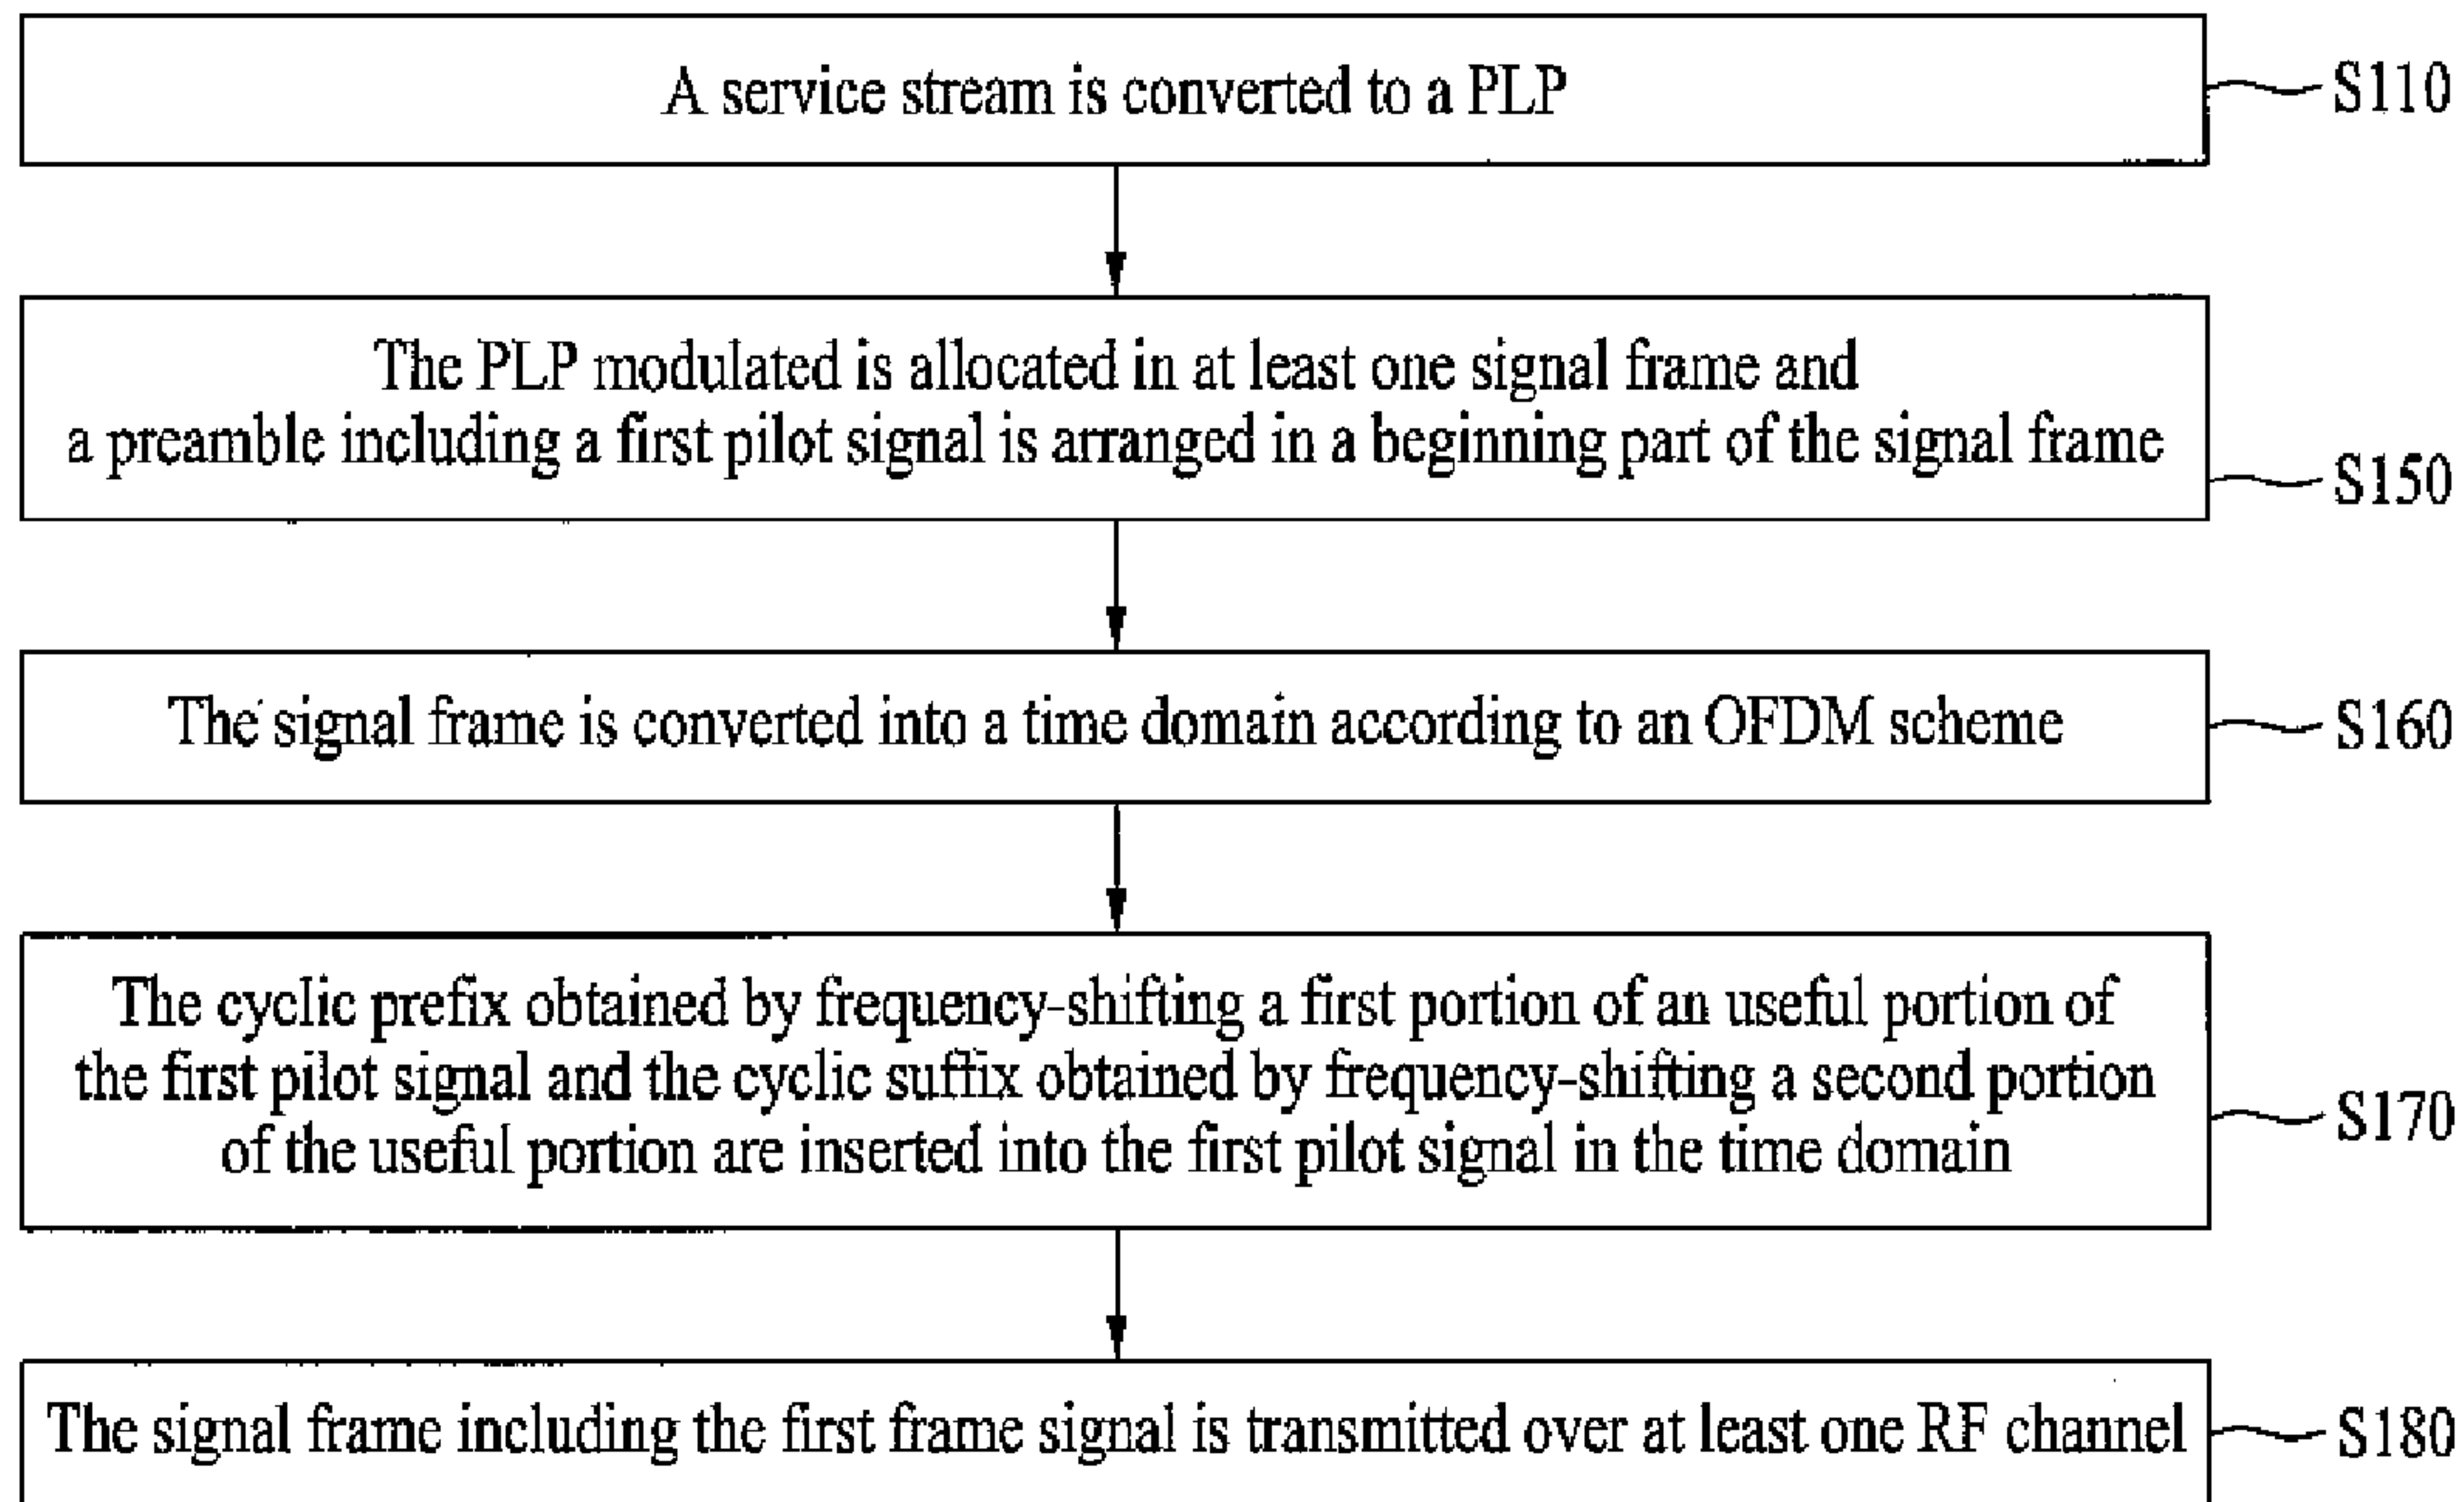 A service stream is converted to a PLP
S110
The PLP modulated is allocated in at least one signal frame and
a preamble including a first pilot signal is arranged in a beginning part of the signal frame
S150
The signal frame is converted into a time domain according to an OFDM scheme
S160
The cyclic prefix obtained by frequency-shifting a first portion of an useful portion of
the first pilot signal and the cyclic suffix obtained by frequency-shifting a second portion
of the useful portion are inserted into the first pilot signal in the time domain
S170
The signal frame including the first frame signal is transmitted over at least one RF channel
S180